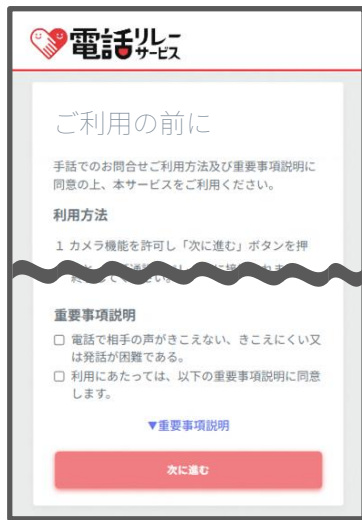 電話リレー
サービス
ご利用の前に
手話でのお問合せご利用方法及び重要事項説明に
同意の上、本サービスをご利用ください。
利用方法
1 カメラ機能を許可し「次に進む」ボタンを押
重要事項説明
電話で相手の声がきこえない、きこえにくい又
は発話が困難である。
利用にあたっては、以下の重要事項説明に同意
します。
▼重要事項説明
次に進む